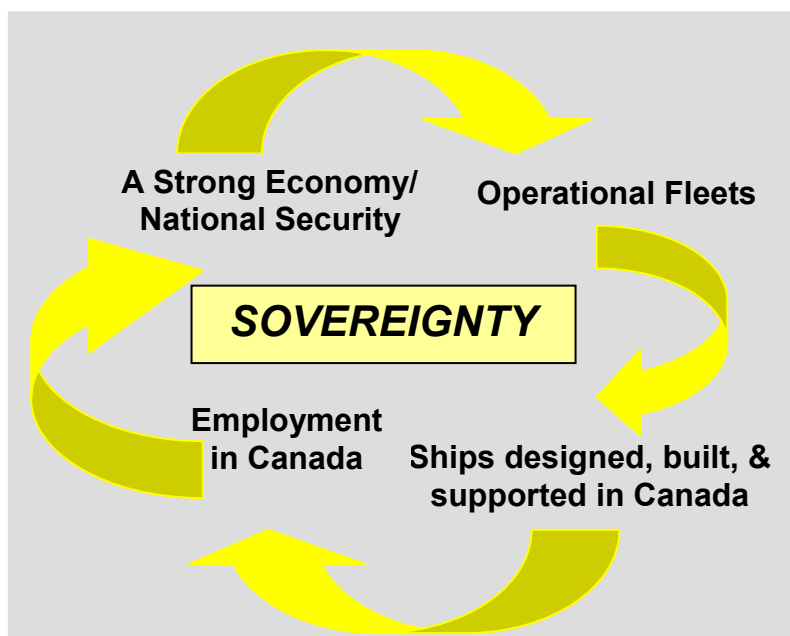 A Strong Economy/
National Security
Operational Fleets
SOVEREIGNTY
Employment
in Canada
Ships designed, built, &
supported in Canada